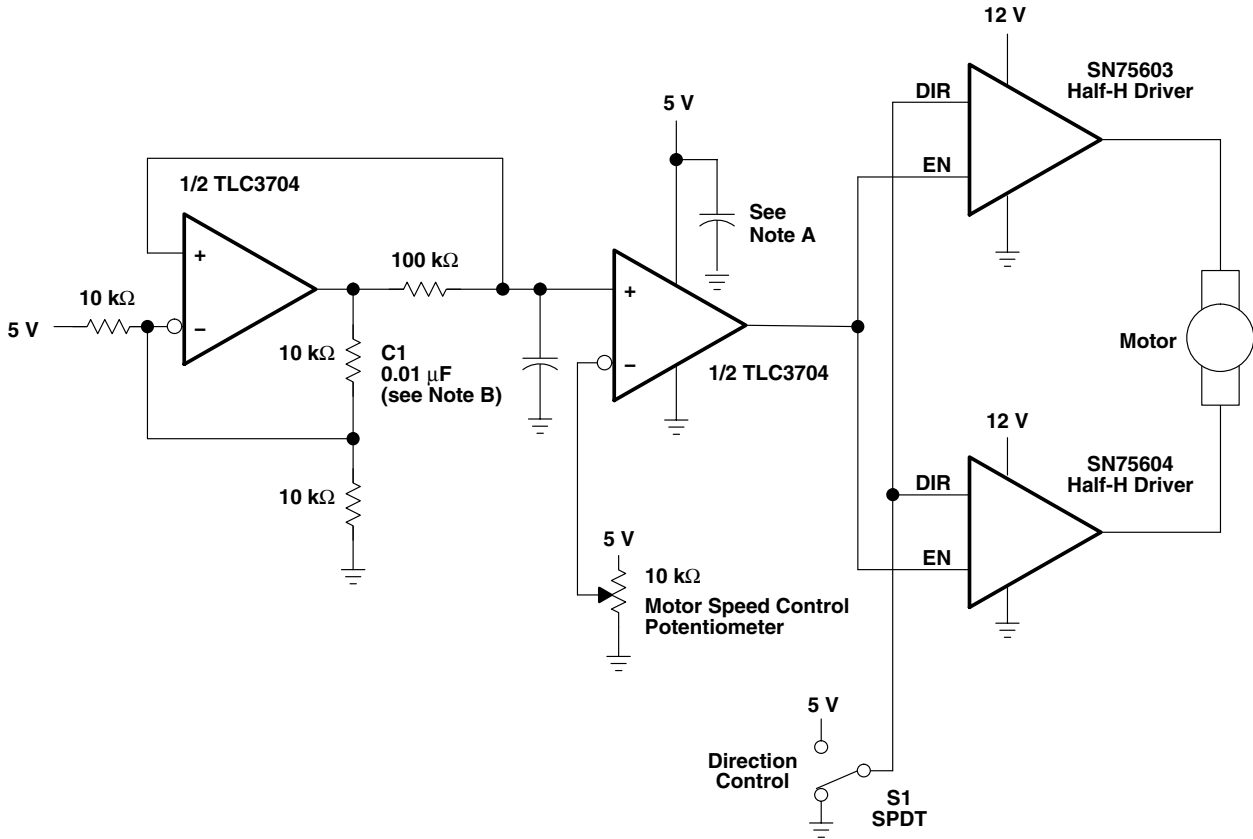 12 V
SN75603
Half-H Driver
DIR
5 V
EN
1/2 TLC3704
See
Note A
100 kΩ
+
+
10 kΩ
5 V
−
10 kΩ
C1
0.01 μF
(see Note B)
−
1/2 TLC3704
Motor
12 V
SN75604
Half-H Driver
DIR
10 kΩ
5 V
EN
10 kΩ
Motor Speed Control
Potentiometer
5 V
Direction
Control
S1
SPDT